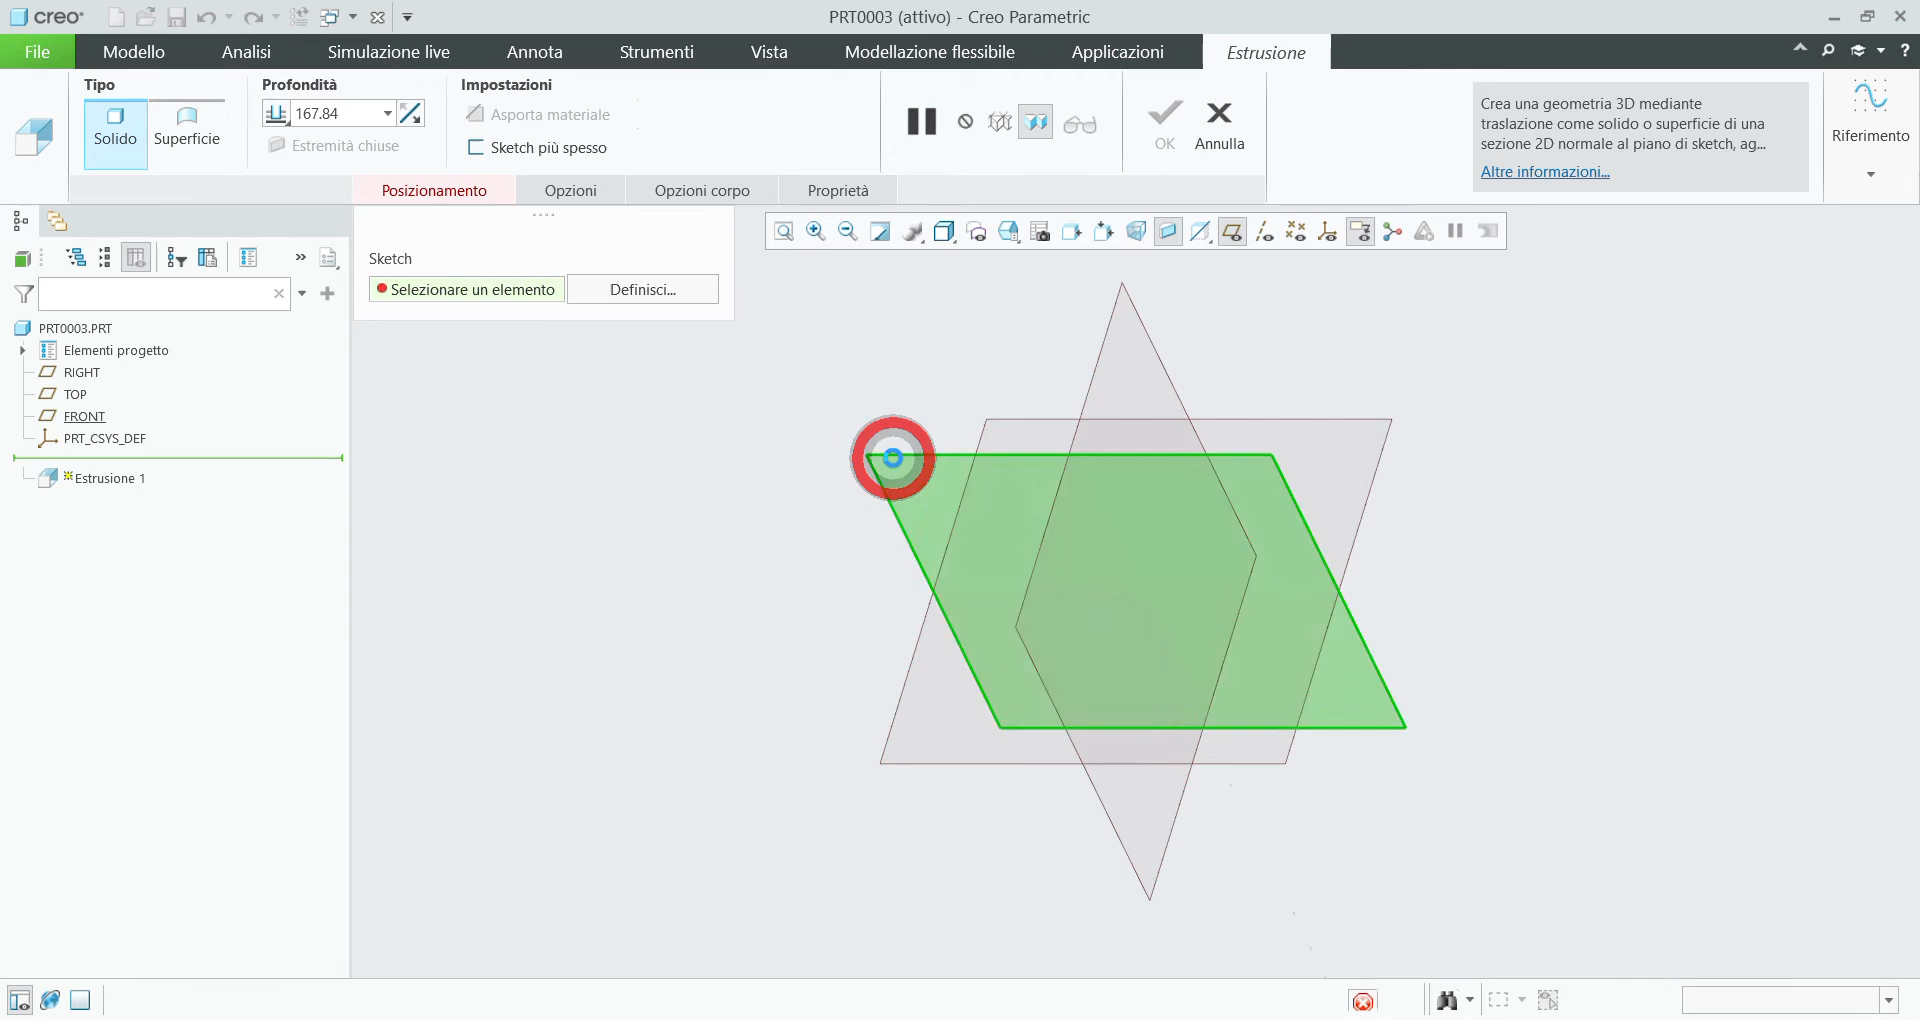 creo
PRT0003 (attivo) - Creo Parametric
File
Modello
Analisi
Simulazione live
Annota
Strumenti
Vista
Modellazione flessibile
Applicazioni
Estrusione
Tipo
Solido
Superficie
Profondità
167.84
Estremità chiuse
Impostazioni
Asporta materiale
Sketch più spesso
OK
Annulla
Crea una geometria 3D mediante
traslazione come solido o superficie di una
sezione 2D normale al piano di sketch, ag...
Altre informazioni...
Riferimento
Posizionamento
Opzioni
Opzioni corpo
Proprietà
Sketch
Selezionare un elemento
Definisci...
PRT0003.PRT
Elementi progetto
RIGHT
TOP
FRONT
PRT_CSYS_DEF
Estrusione 1